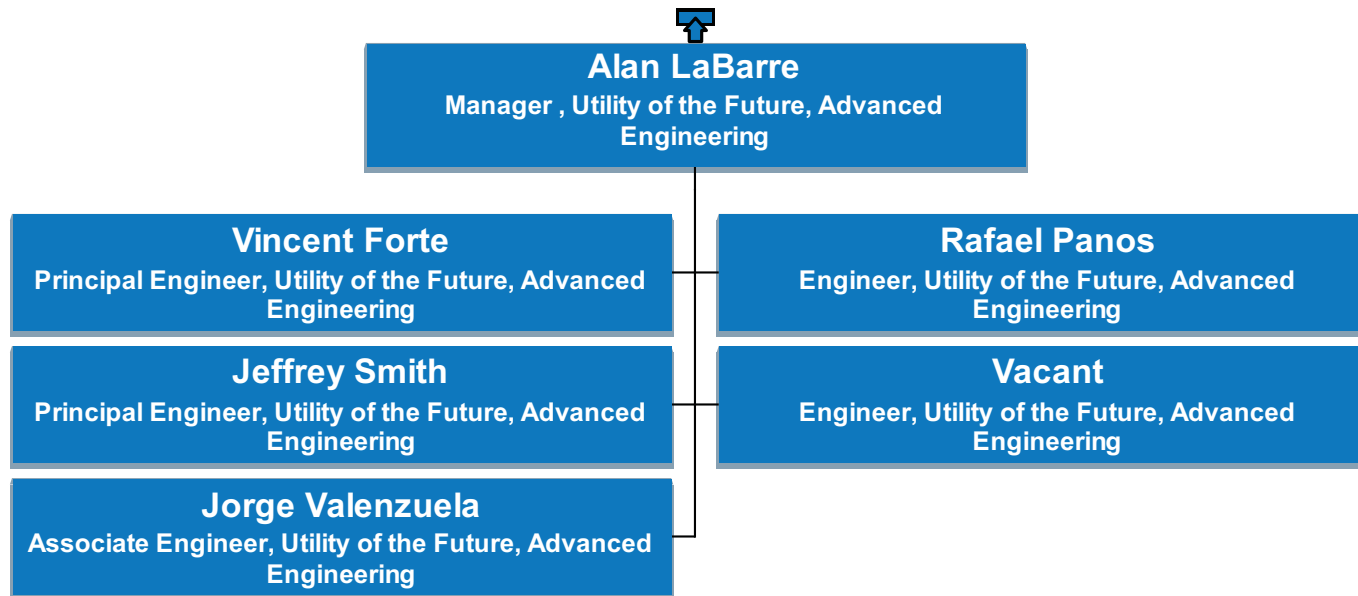 Alan LaBarre
Manager , Utility of the Future, Advanced
Engineering
Vincent Forte
Principal Engineer, Utility of the Future, Advanced
Engineering
Rafael Panos
Engineer, Utility of the Future, Advanced
Engineering
Jeffrey Smith
Principal Engineer, Utility of the Future, Advanced
Engineering
Vacant
Engineer, Utility of the Future, Advanced
Engineering
Jorge Valenzuela
Associate Engineer, Utility of the Future, Advanced
Engineering